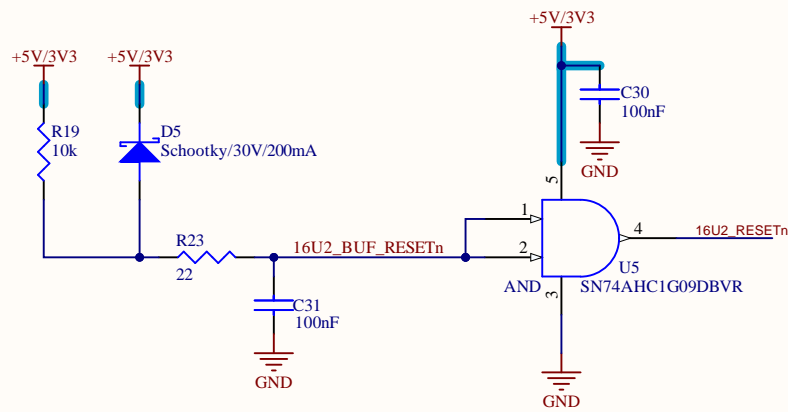 +5V/3V3
+5V/3V3
+5V/3V3
C30
100nF
GND
R19
10k
D5
Schootky/30V/200mA
5
1
2
4
16U2_RESETn
R23
22
16U2_BUF_RESETn
U5
AND
SN74AHC1G09DBVR
3
C31
100nF
GND
GND